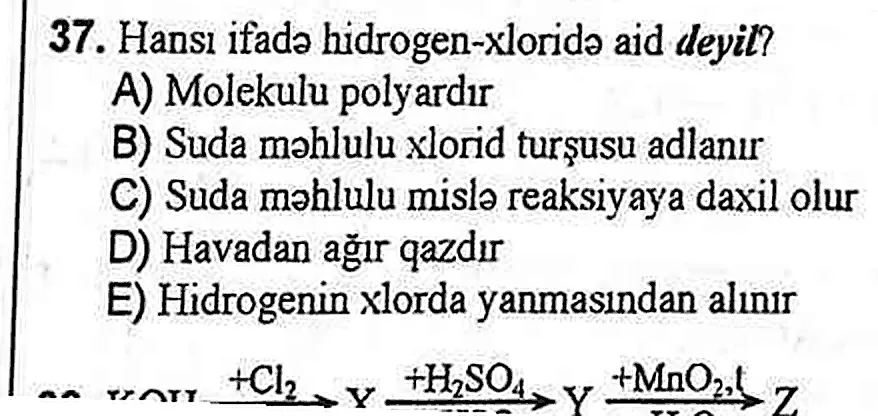 37. Hansı ifadə hidrogen-xloridə aid deyil?
A) Molekulu polyardır
B) Suda məhlulu xlorid turşusu adlanır
C) Suda məhlulu mislə reaksiyaya daxil olur
D) Havadan ağır qazdır
E) Hidrogenin xlorda yanmasından alınır
+Cl₂ X +H₂SO₄ Y +MnO₂,t Z